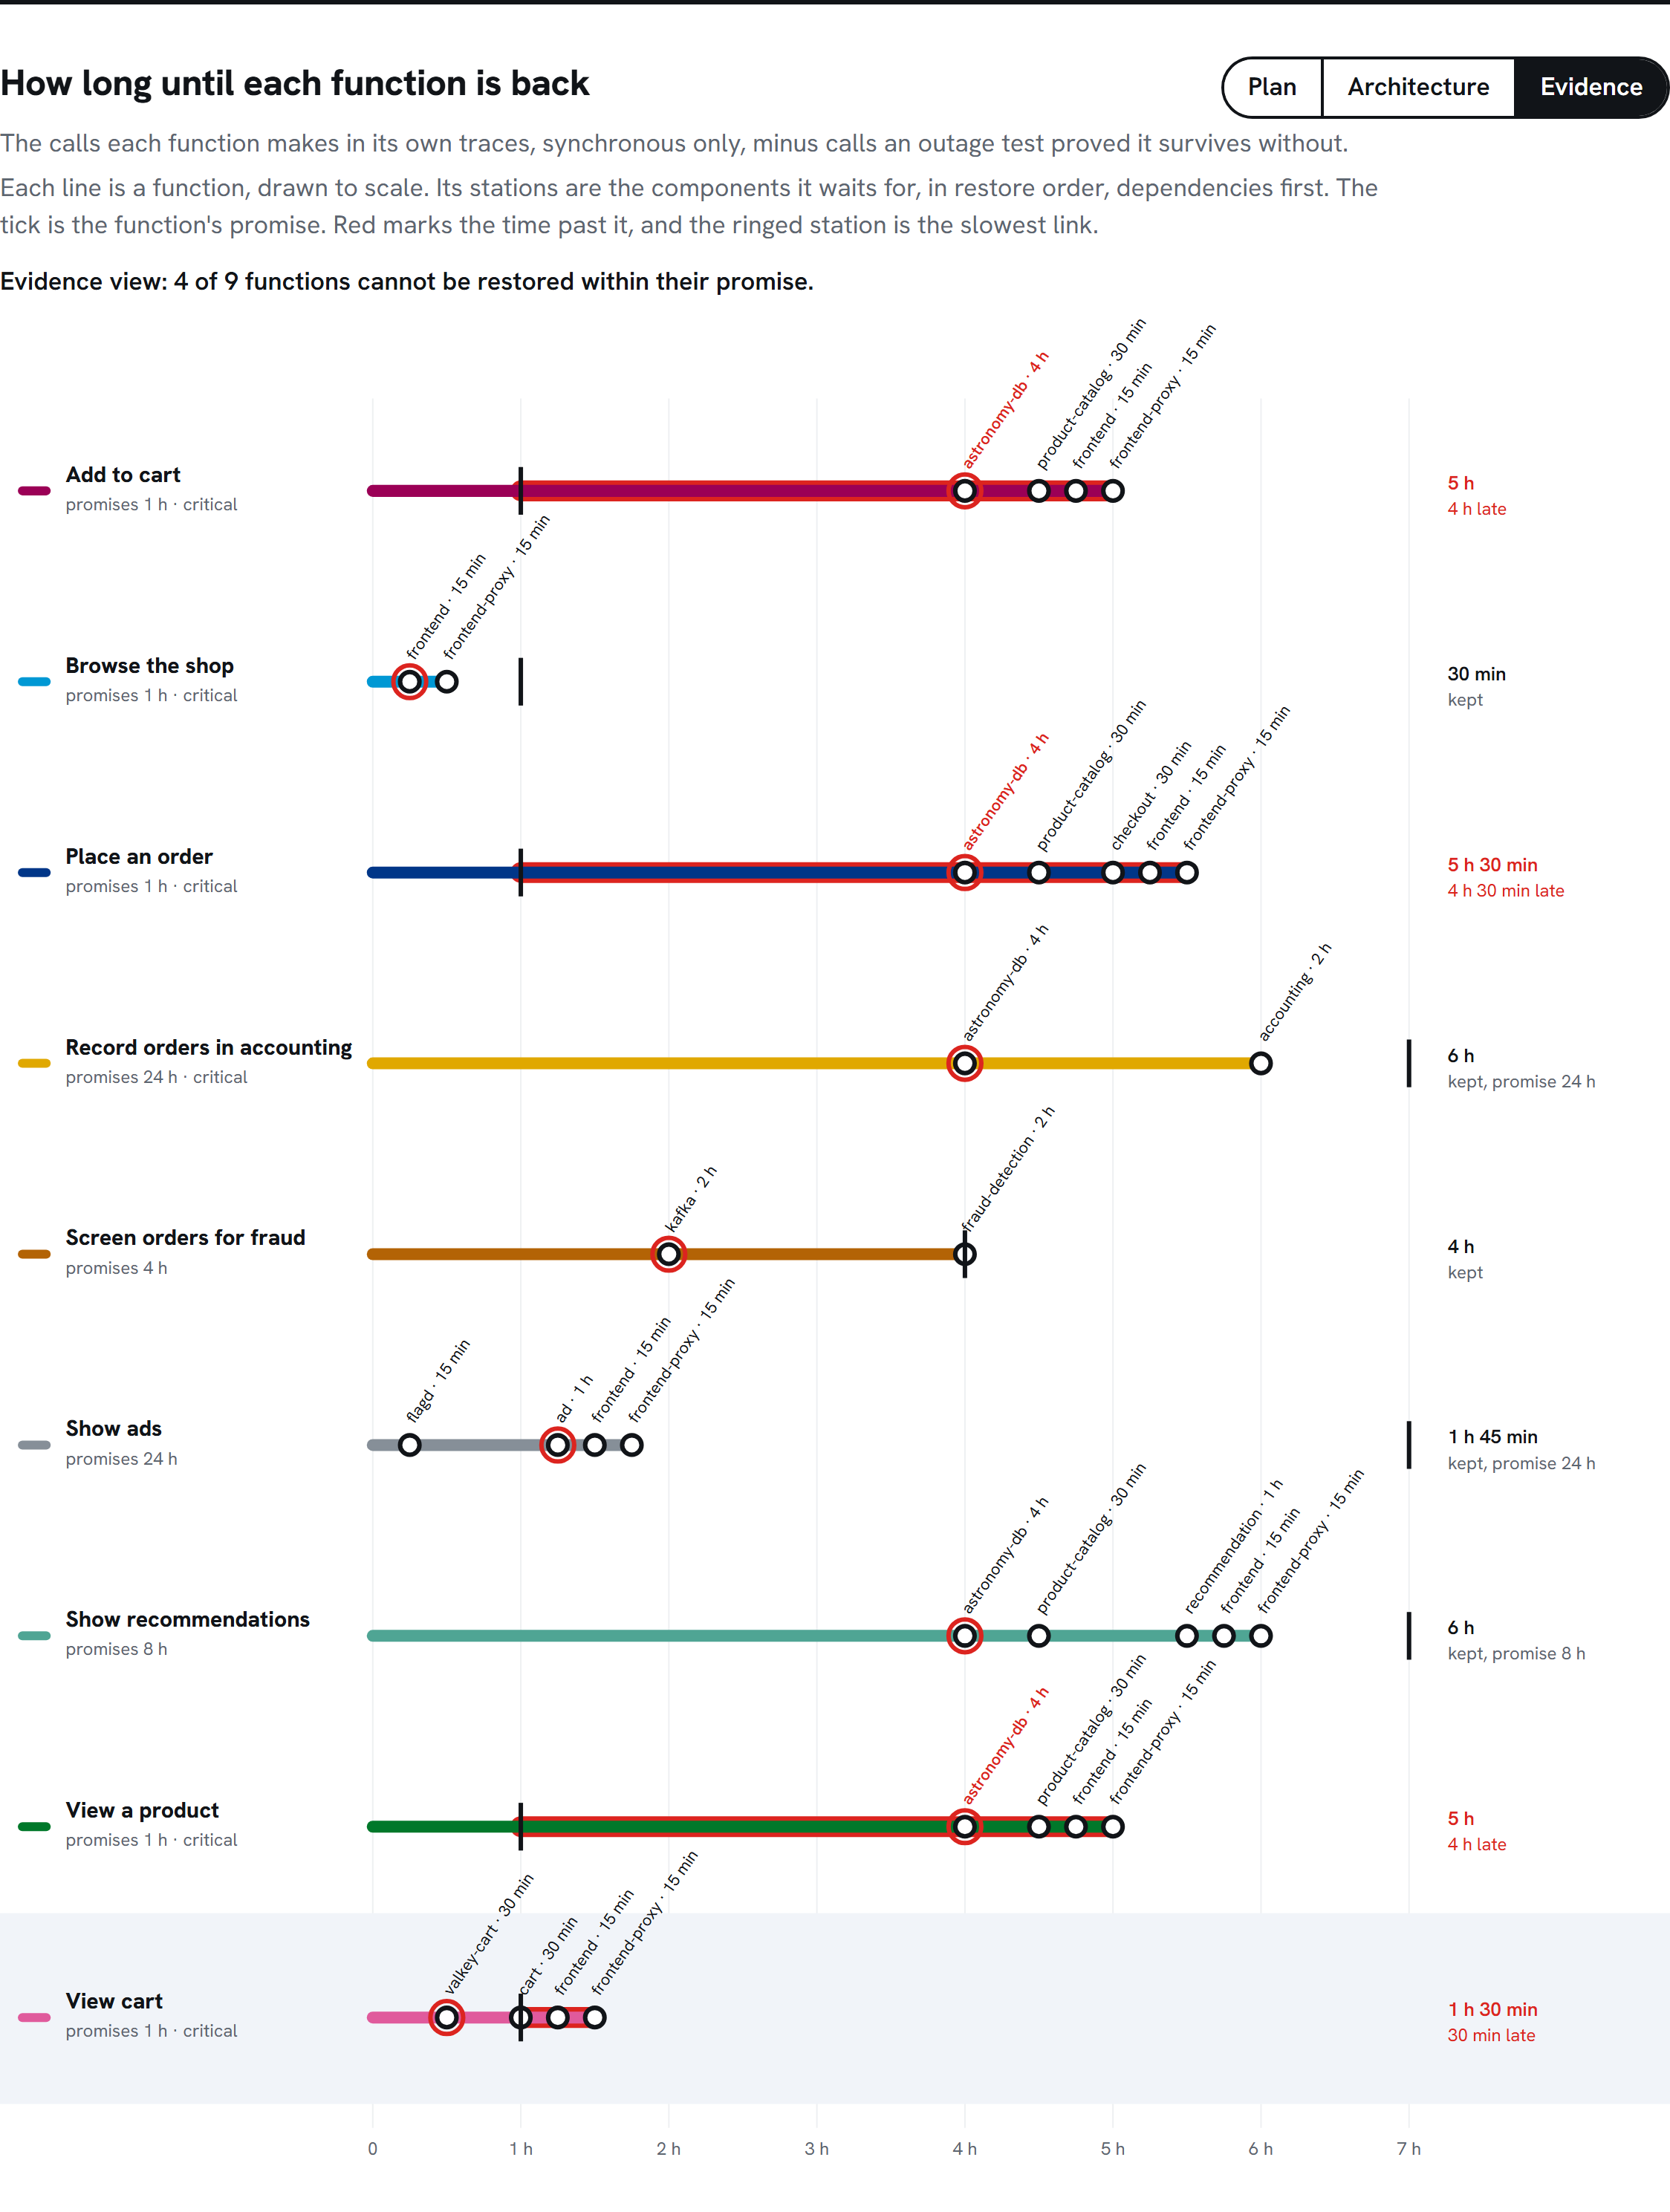 How long until each function is back
Plan
Architecture
Evidence
The calls each function makes in its own traces, synchronous only, minus calls an outage test proved it survives without.
Each line is a function, drawn to scale. Its stations are the components it waits for, in restore order, dependencies first. The
tick is the function's promise. Red marks the time past it, and the ringed station is the slowest link.
Evidence view: 4 of 9 functions cannot be restored within their promise.
Add to cart
promises 1 h · critical
astronomy-db · 4 h
product-catalog · 30 min
frontend · 15 min
frontend-proxy · 15 min
5 h
4 h late
Browse the shop
promises 1 h · critical
frontend · 15 min
frontend-proxy · 15 min
30 min
kept
Place an order
promises 1 h · critical
astronomy-db · 4 h
product-catalog · 30 min
checkout · 30 min
frontend · 15 min
frontend-proxy · 15 min
5 h 30 min
4 h 30 min late
Record orders in accounting
promises 24 h · critical
astronomy-db · 4 h
accounting · 2 h
6 h
kept, promise 24 h
Screen orders for fraud
promises 4 h
kafka · 2 h
fraud-detection · 2 h
4 h
kept
Show ads
promises 24 h
flagd · 15 min
ad · 1 h
frontend · 15 min
frontend-proxy · 15 min
1 h 45 min
kept, promise 24 h
Show recommendations
promises 8 h
astronomy-db · 4 h
product-catalog · 30 min
recommendation · 1 h
frontend · 15 min
frontend-proxy · 15 min
6 h
kept, promise 8 h
View a product
promises 1 h · critical
astronomy-db · 4 h
product-catalog · 30 min
frontend · 15 min
frontend-proxy · 15 min
5 h
4 h late
View cart
promises 1 h · critical
valkey-cart · 30 min
cart · 30 min
frontend · 15 min
frontend-proxy · 15 min
1 h 30 min
30 min late
0
1 h
2 h
3 h
4 h
5 h
6 h
7 h